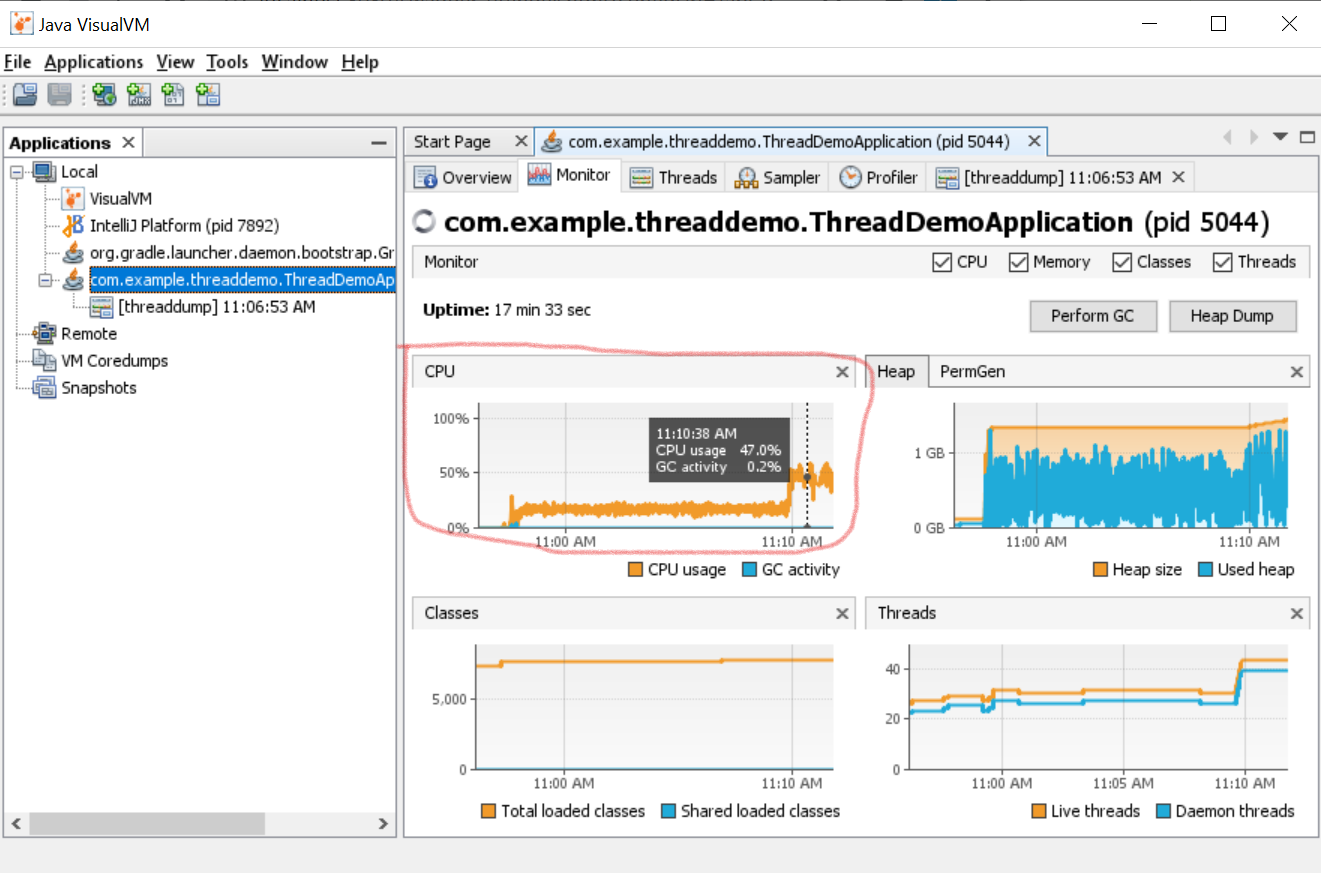 Java VisualVM
File Applications View Tools Window Help
Applications
Local
VisualVM
IntelliJ Platform (pid 7892)
org.gradle.launcher.daemon.bootstrap.Gr
com.example.threaddemo.ThreadDemoAp
[threaddump] 11:06:53 AM
Remote
VM Coredumps
Snapshots
Start Page com.example.threaddemo.ThreadDemoApplication (pid 5044)
Overview Monitor Threads Sampler Profiler [threaddump] 11:06:53 AM
com.example.threaddemo.ThreadDemoApplication (pid 5044)
Monitor CPU Memory Classes Threads
Uptime: 17 min 33 sec
Perform GC Heap Dump
CPU
100%
50%
0%
11:10:38 AM
CPU usage 47.0%
GC activity 0.2%
11:00 AM 11:10 AM
CPU usage GC activity
Heap PermGen
1 GB
0 GB
11:00 AM 11:10 AM
Heap size Used heap
Classes
5,000
0
11:00 AM 11:10 AM
Total loaded classes Shared loaded classes
Threads
40
20
0
11:00 AM 11:05 AM 11:10 AM
Live threads Daemon threads